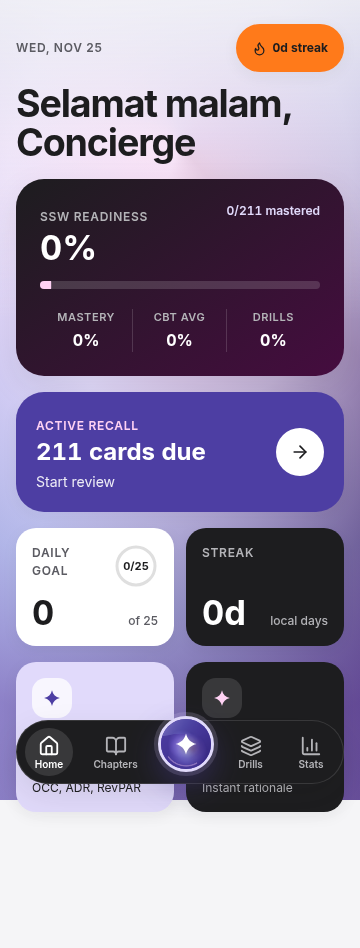 WED, NOV 25
0d streak
Selamat malam,
Concierge
SSW READINESS
0/211 mastered
0%
MASTERY
CBT AVG
DRILLS
0%
0%
0%
ACTIVE RECALL
211 cards due
Start review
DAILY
GOAL
0/25
0
of 25
STREAK
0d
local days
Home
Chapters
Drills
Stats
OCC, ADR, RevPAR
Instant rationale